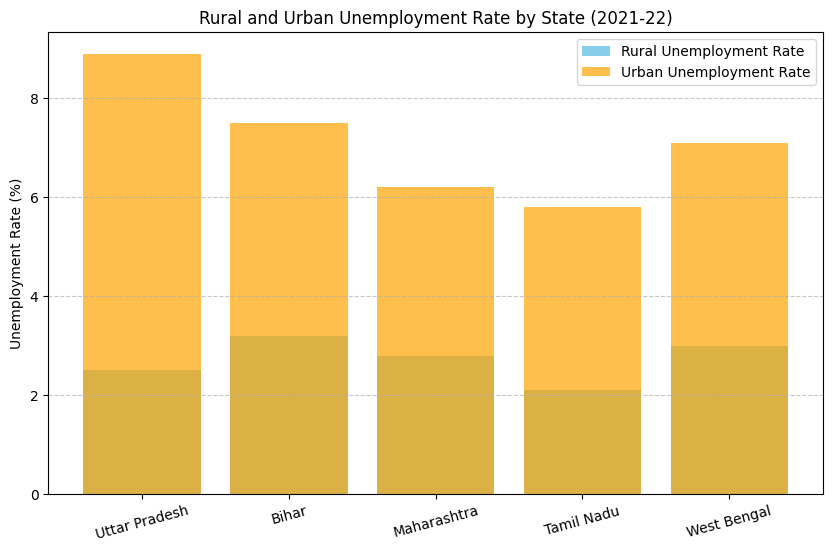 Rural and Urban Unemployment Rate by State (2021-22)
Rural Unemployment Rate
Urban Unemployment Rate
Unemployment Rate (%)
8
6
4
2
0
Uttar Pradesh
Bihar
Maharashtra
Tamil Nadu
West Bengal